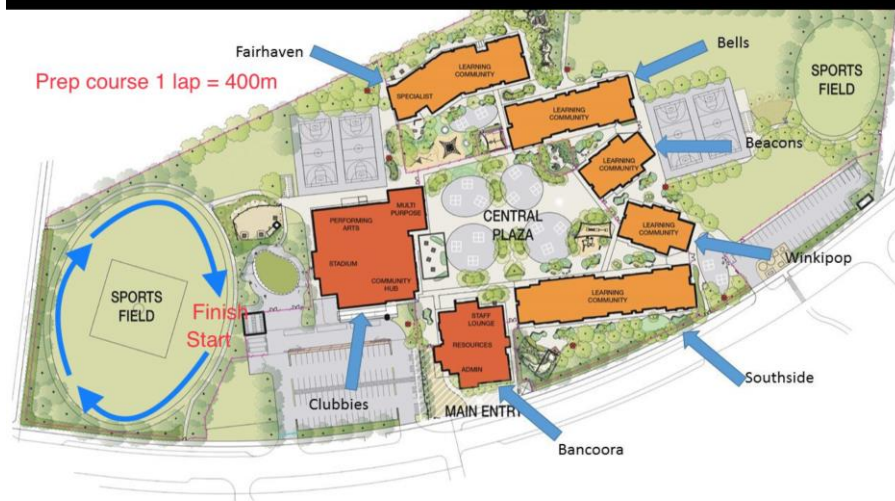 Fairhaven
Bells
Prep course 1 lap = 400m
LEARNING
COMMUNITY
SPECIALIST
SPORTS
FIELD
LEARNING
COMMUNITY
Beacons
LEARNING
COMMUNITY
MULTI
PURPOSE
PERFORMING
ARTS
CENTRAL
PLAZA
LEARNING
COMMUNITY
Winkipop
STADIUM
COMMUNITY
HUB
SPORTS
FIELD
LEARNING
COMMUNITY
Finish
Start
STAFF
LOUNGE
RESOURCES
ADMIN
Southside
Clubbies
MAIN ENTRY
Bancoora